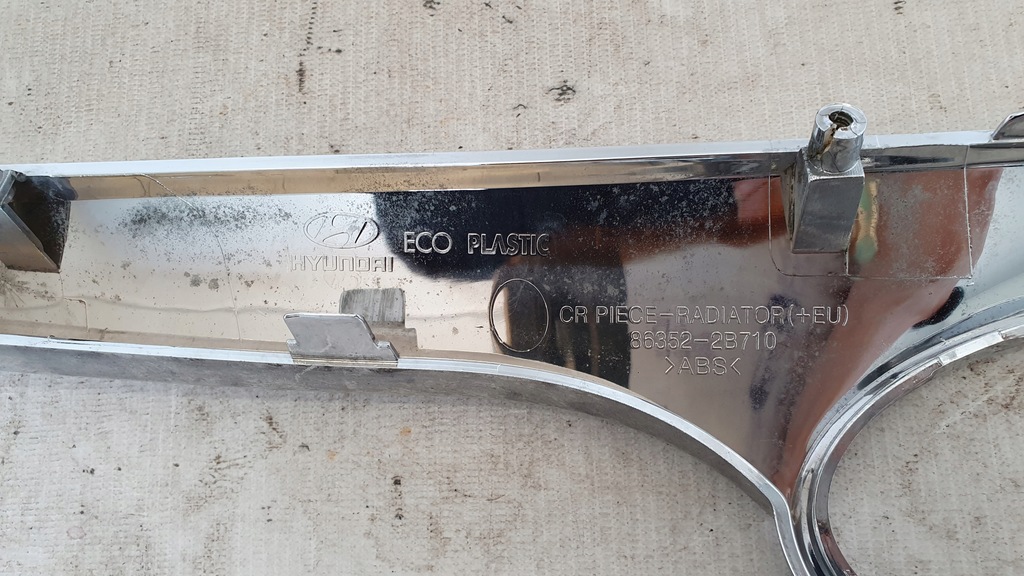 HYUNDAI
ECO PLASTIC
CR PIECE-RADIATOR(+EU)
86352-2B710
>ABS<